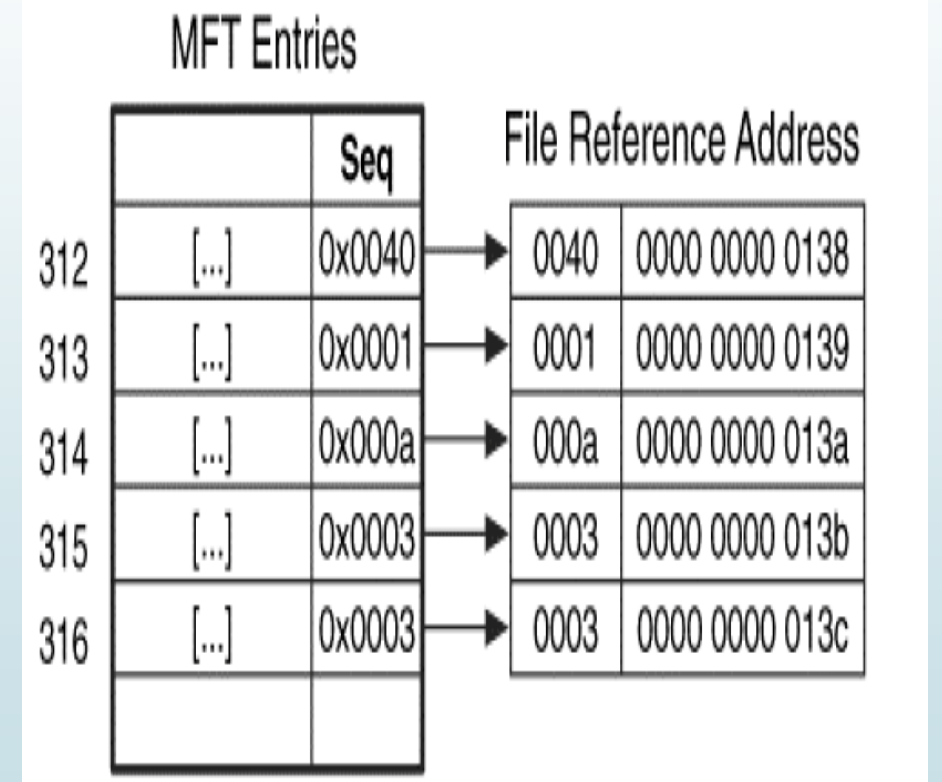 MFT Entries
File Reference Address
Seq
312 [...] 0x0040 0040 0000 0000 0138
313 [...] 0x0001 0001 0000 0000 0139
314 [...] 0x000a 000a 0000 0000 013a
315 [...] 0x0003 0003 0000 0000 013b
316 [...] 0x0003 0003 0000 0000 013c